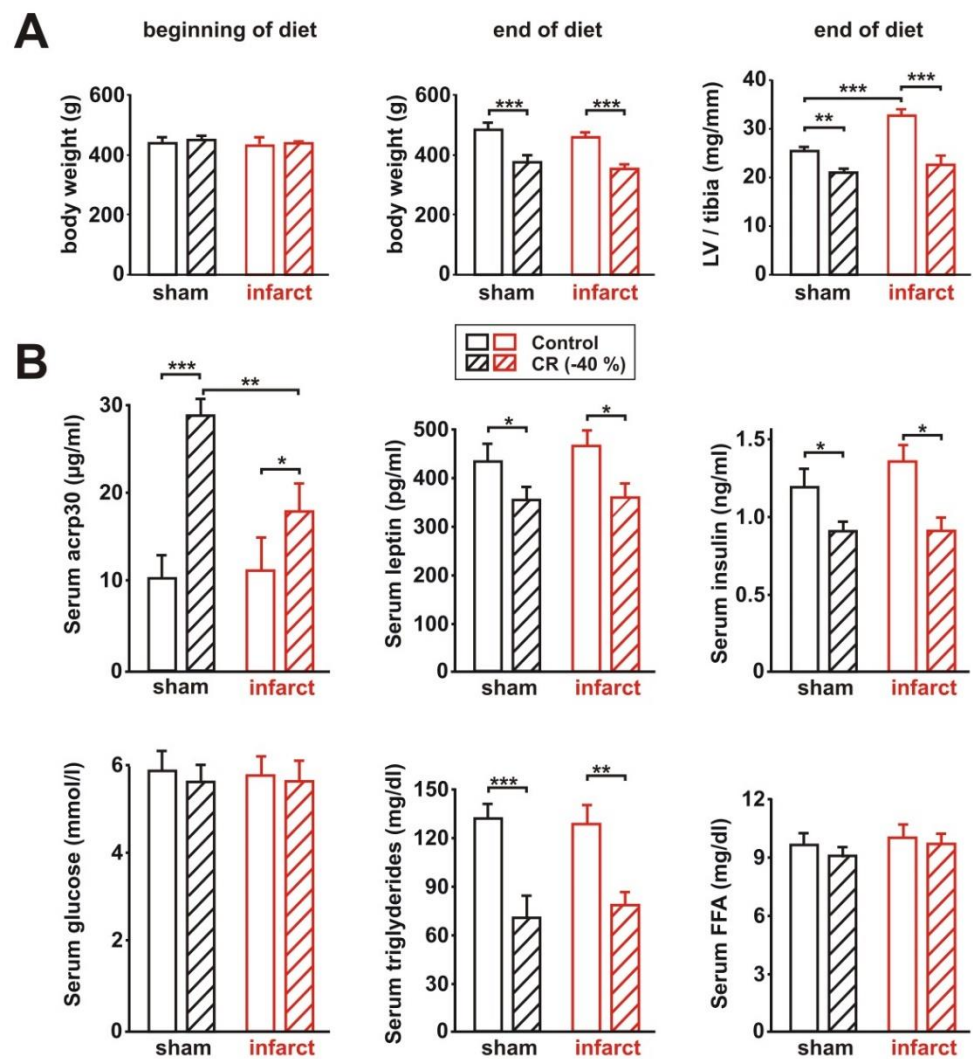 A
beginning of diet
end of diet
end of diet
body weight (g)
600
400
200
0
sham
infarct
body weight (g)
600
400
200
0
***
***
sham
infarct
LV / tibia (mg/mm)
40
30
20
10
0
**
***
***
sham
infarct
Control
CR (-40 %)
B
Serum acrp30 (µg/ml)
30
20
10
0
***
**
*
sham
infarct
Serum leptin (pg/ml)
500
400
300
400
100
0
*
*
sham
infarct
Serum insulin (ng/ml)
1.5
1.0
0.5
0
*
*
sham
infarct
Serum glucose (mmol/l)
6
4
2
0
sham
infarct
Serum triglyderides (mg/dl)
150
120
90
60
30
0
***
**
sham
infarct
Serum FFA (mg/dl)
12
9
6
3
0
sham
infarct